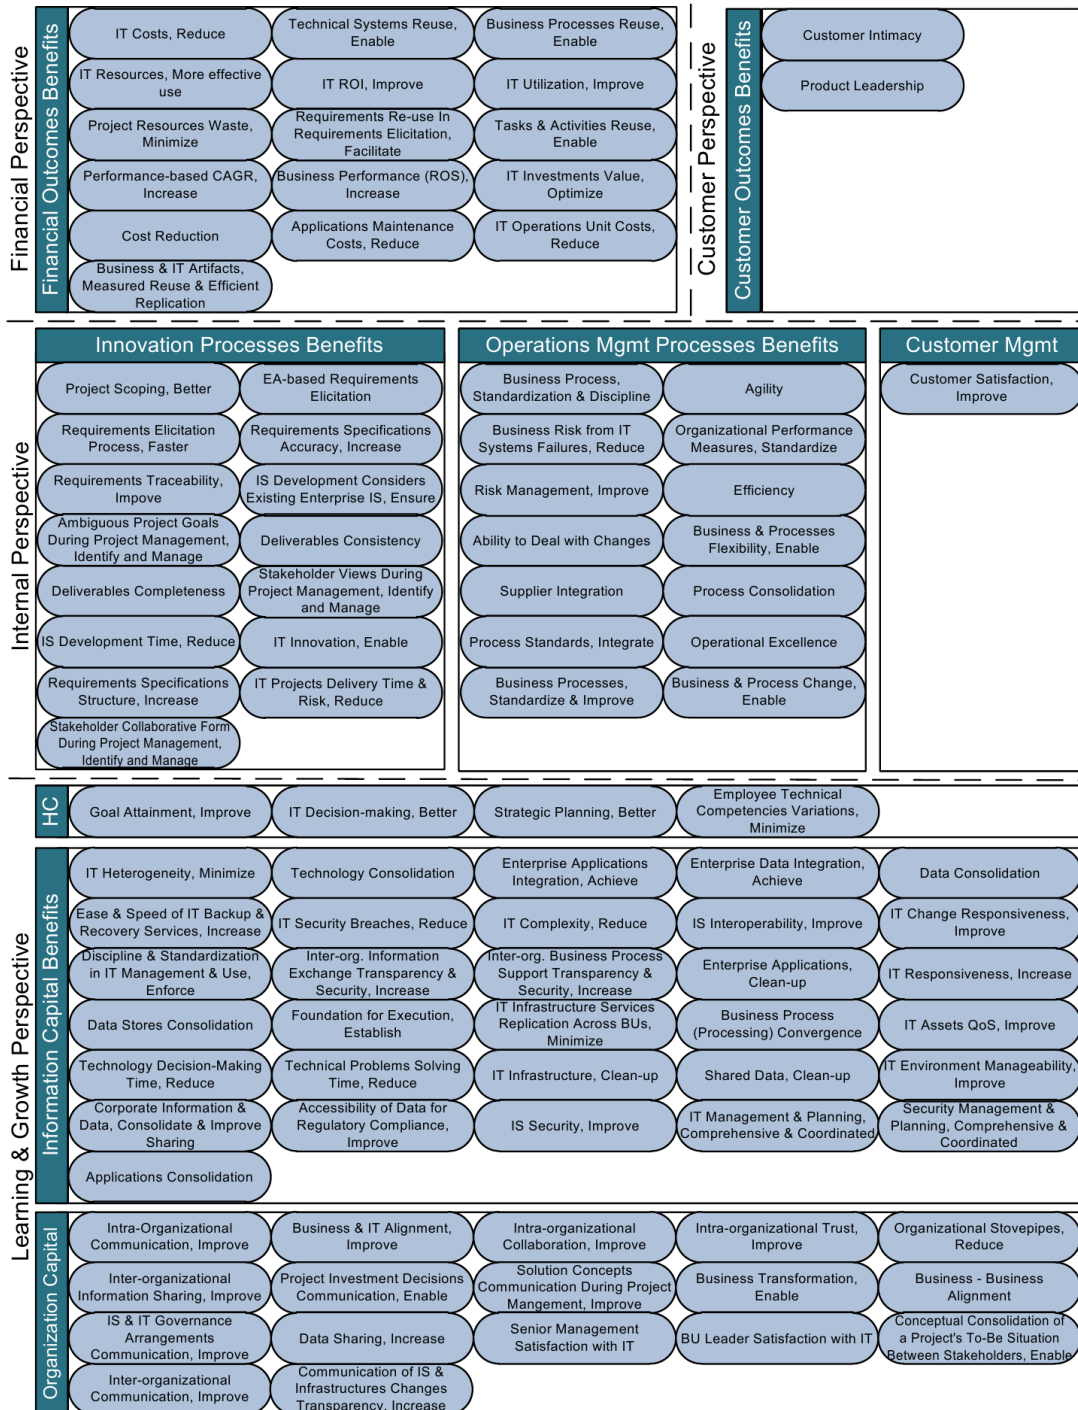 Financial Perspective
Financial Outcomes Benefits
IT Costs, Reduce
Technical Systems Reuse,
Enable
Business Processes Reuse,
Enable
IT Resources, More effective
use
IT ROI, Improve
IT Utilization, Improve
Project Resources Waste,
Minimize
Requirements Re-use In
Requirements Elicitation,
Facilitate
Tasks & Activities Reuse,
Enable
Performance-based CAGR,
Increase
Business Performance (ROS),
Increase
IT Investments Value,
Optimize
Cost Reduction
Applications Maintenance
Costs, Reduce
IT Operations Unit Costs,
Reduce
Business & IT Artifacts,
Measured Reuse & Efficient
Replication
Customer Perspective
Customer Outcomes Benefits
Customer Intimacy
Product Leadership
Internal Perspective
Innovation Processes Benefits
Project Scoping, Better
EA-based Requirements
Elicitation
Requirements Elicitation
Process, Faster
Requirements Specifications
Accuracy, Increase
Requirements Traceability,
Impove
IS Development Considers
Existing Enterprise IS, Ensure
Ambiguous Project Goals
During Project Management,
Identify and Manage
Deliverables Consistency
Deliverables Completeness
Stakeholder Views During
Project Management, Identify
and Manage
IS Development Time, Reduce
IT Innovation, Enable
Requirements Specifications
Structure, Increase
IT Projects Delivery Time &
Risk, Reduce
Stakeholder Collaborative Form
During Project Management,
Identify and Manage
Operations Mgmt Processes Benefits
Business Process,
Standardization & Discipline
Agility
Business Risk from IT
Systems Failures, Reduce
Organizational Performance
Measures, Standardize
Risk Management, Improve
Efficiency
Ability to Deal with Changes
Business & Processes
Flexibility, Enable
Supplier Integration
Process Consolidation
Process Standards, Integrate
Operational Excellence
Business Processes,
Standardize & Improve
Business & Process Change,
Enable
Customer Mgmt
Customer Satisfaction,
Improve
Learning & Growth Perspective
HC
Goal Attainment, Improve
IT Decision-making, Better
Strategic Planning, Better
Employee Technical
Competencies Variations,
Minimize
Information Capital Benefits
IT Heterogeneity, Minimize
Technology Consolidation
Enterprise Applications
Integration, Achieve
Enterprise Data Integration,
Achieve
Data Consolidation
Ease & Speed of IT Backup &
Recovery Services, Increase
IT Security Breaches, Reduce
IT Complexity, Reduce
IS Interoperability, Improve
IT Change Responsiveness,
Improve
Discipline & Standardization
in IT Management & Use,
Enforce
Inter-org. Information
Exchange Transparency &
Security, Increase
Inter-org. Business Process
Support Transparency &
Security, Increase
Enterprise Applications,
Clean-up
IT Responsiveness, Increase
Data Stores Consolidation
Foundation for Execution,
Establish
IT Infrastructure Services
Replication Across BUs,
Minimize
Business Process
(Processing) Convergence
IT Assets QoS, Improve
Technology Decision-Making
Time, Reduce
Technical Problems Solving
Time, Reduce
IT Infrastructure, Clean-up
Shared Data, Clean-up
IT Environment Manageability,
Improve
Corporate Information &
Data, Consolidate & Improve
Sharing
Accessibility of Data for
Regulatory Compliance,
Improve
IS Security, Improve
IT Management & Planning,
Comprehensive & Coordinated
Security Management &
Planning, Comprehensive &
Coordinated
Applications Consolidation
Organization Capital
Intra-Organizational
Communication, Improve
Business & IT Alignment,
Improve
Intra-organizational
Collaboration, Improve
Intra-organizational Trust,
Improve
Organizational Stovepipes,
Reduce
Inter-organizational
Information Sharing, Improve
Project Investment Decisions
Communication, Enable
Solution Concepts
Communication During Project
Mangement, Improve
Business Transformation,
Enable
Business - Business
Alignment
IS & IT Governance
Arrangements
Communication, Improve
Data Sharing, Increase
Senior Management
Satisfaction with IT
BU Leader Satisfaction with IT
Conceptual Consolidation of
a Project's To-Be Situation
Between Stakeholders, Enable
Inter-organizational
Communication, Improve
Communication of IS &
Infrastructures Changes
Transparency, Increase